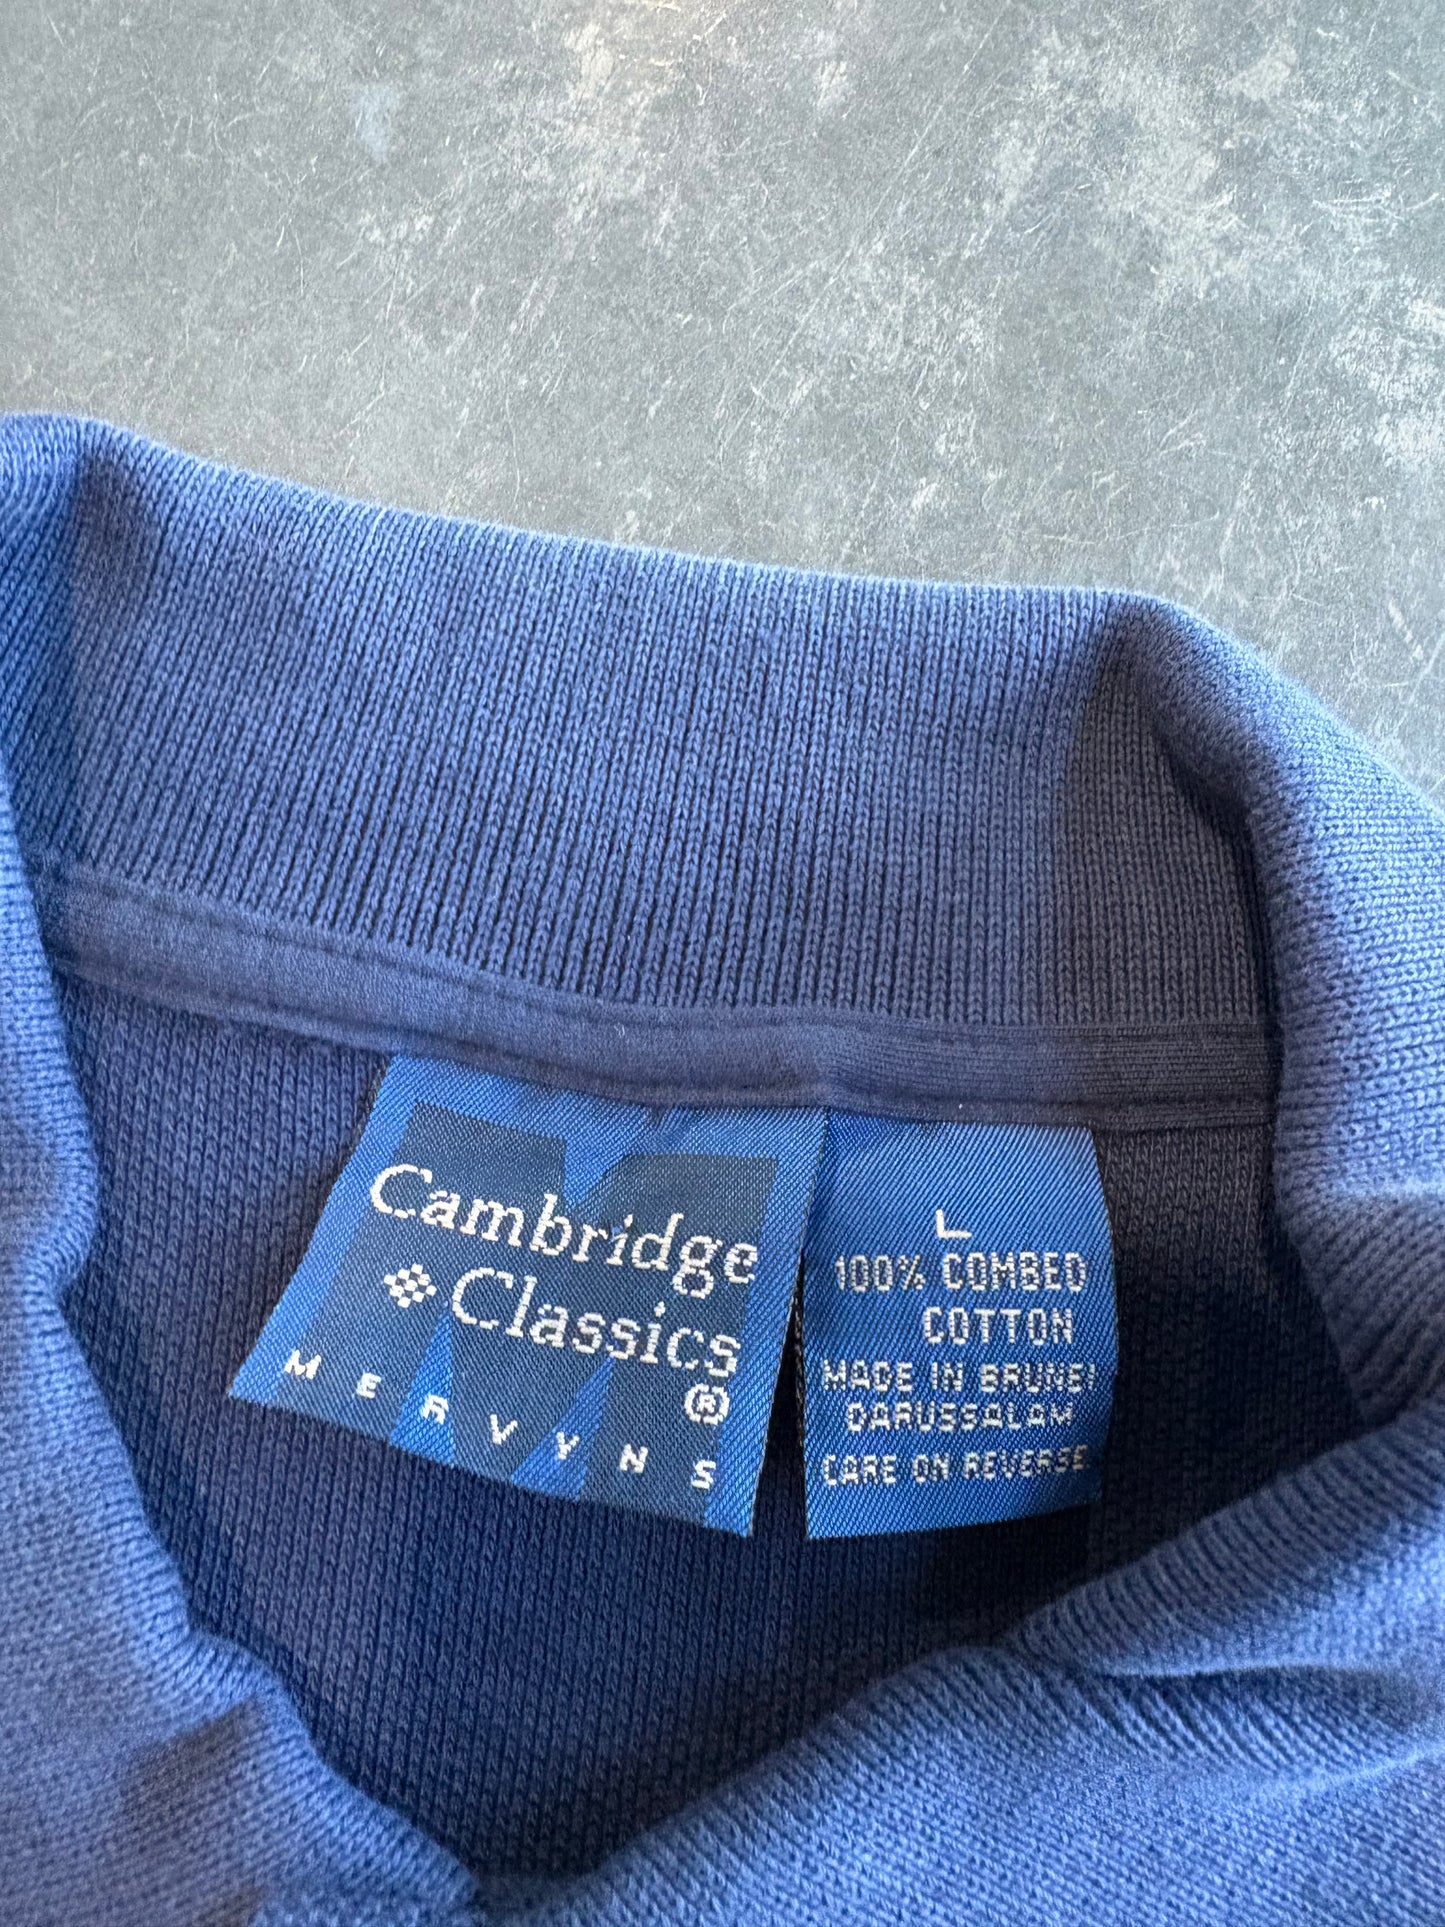 Cambridge
Classics
®
MERVYNS
L
100% COMBED
COTTON
MADE IN BRUNEI
DARUSSALAM
CARE ON REVERSE